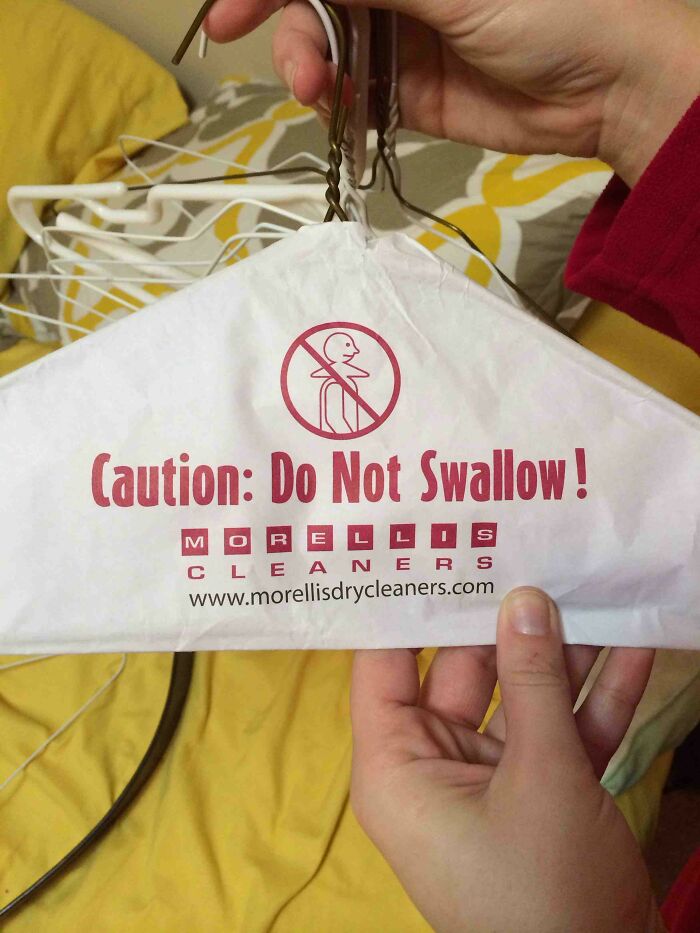 Caution: Do Not Swallow!
MORELLIS
CLEANERS
www.morellisdrycleaners.com